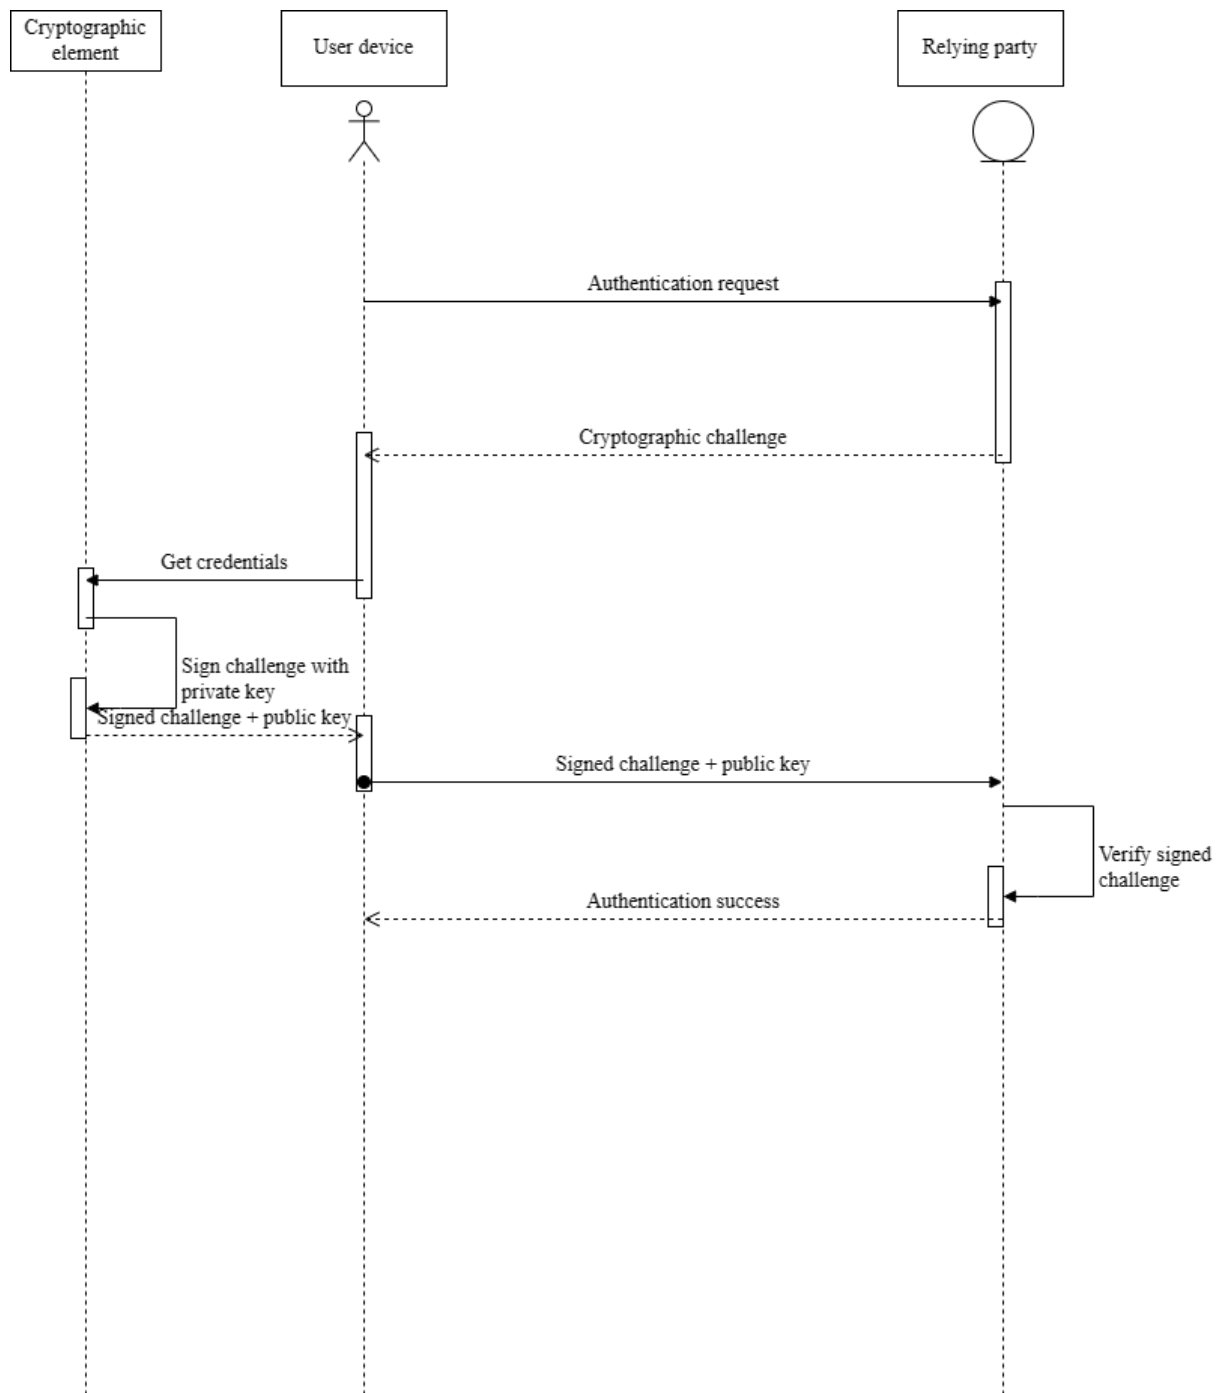 Cryptographic
element
User device
Relying party
Authentication request
Cryptographic challenge
Get credentials
Sign challenge with
private key
Signed challenge + public key
Signed challenge + public key
Verify signed
challenge
Authentication success